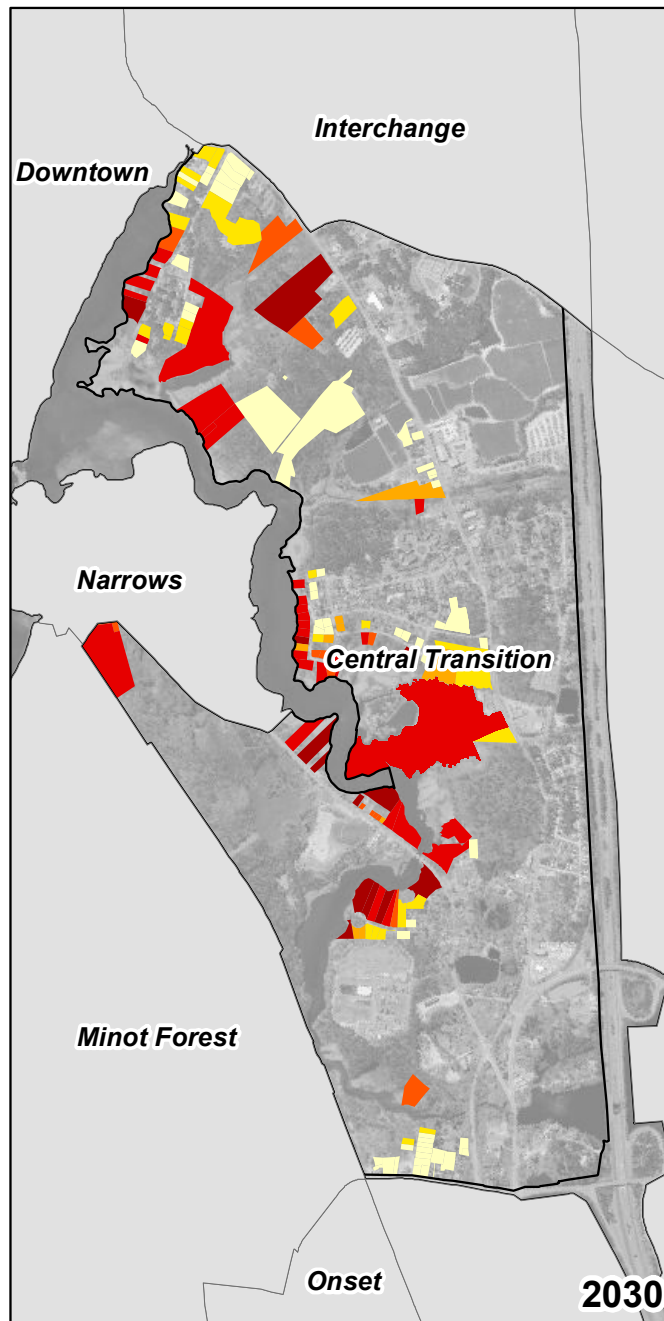 Interchange
Downtown
Narrows
Central Transition
Minot Forest
Onset
2030